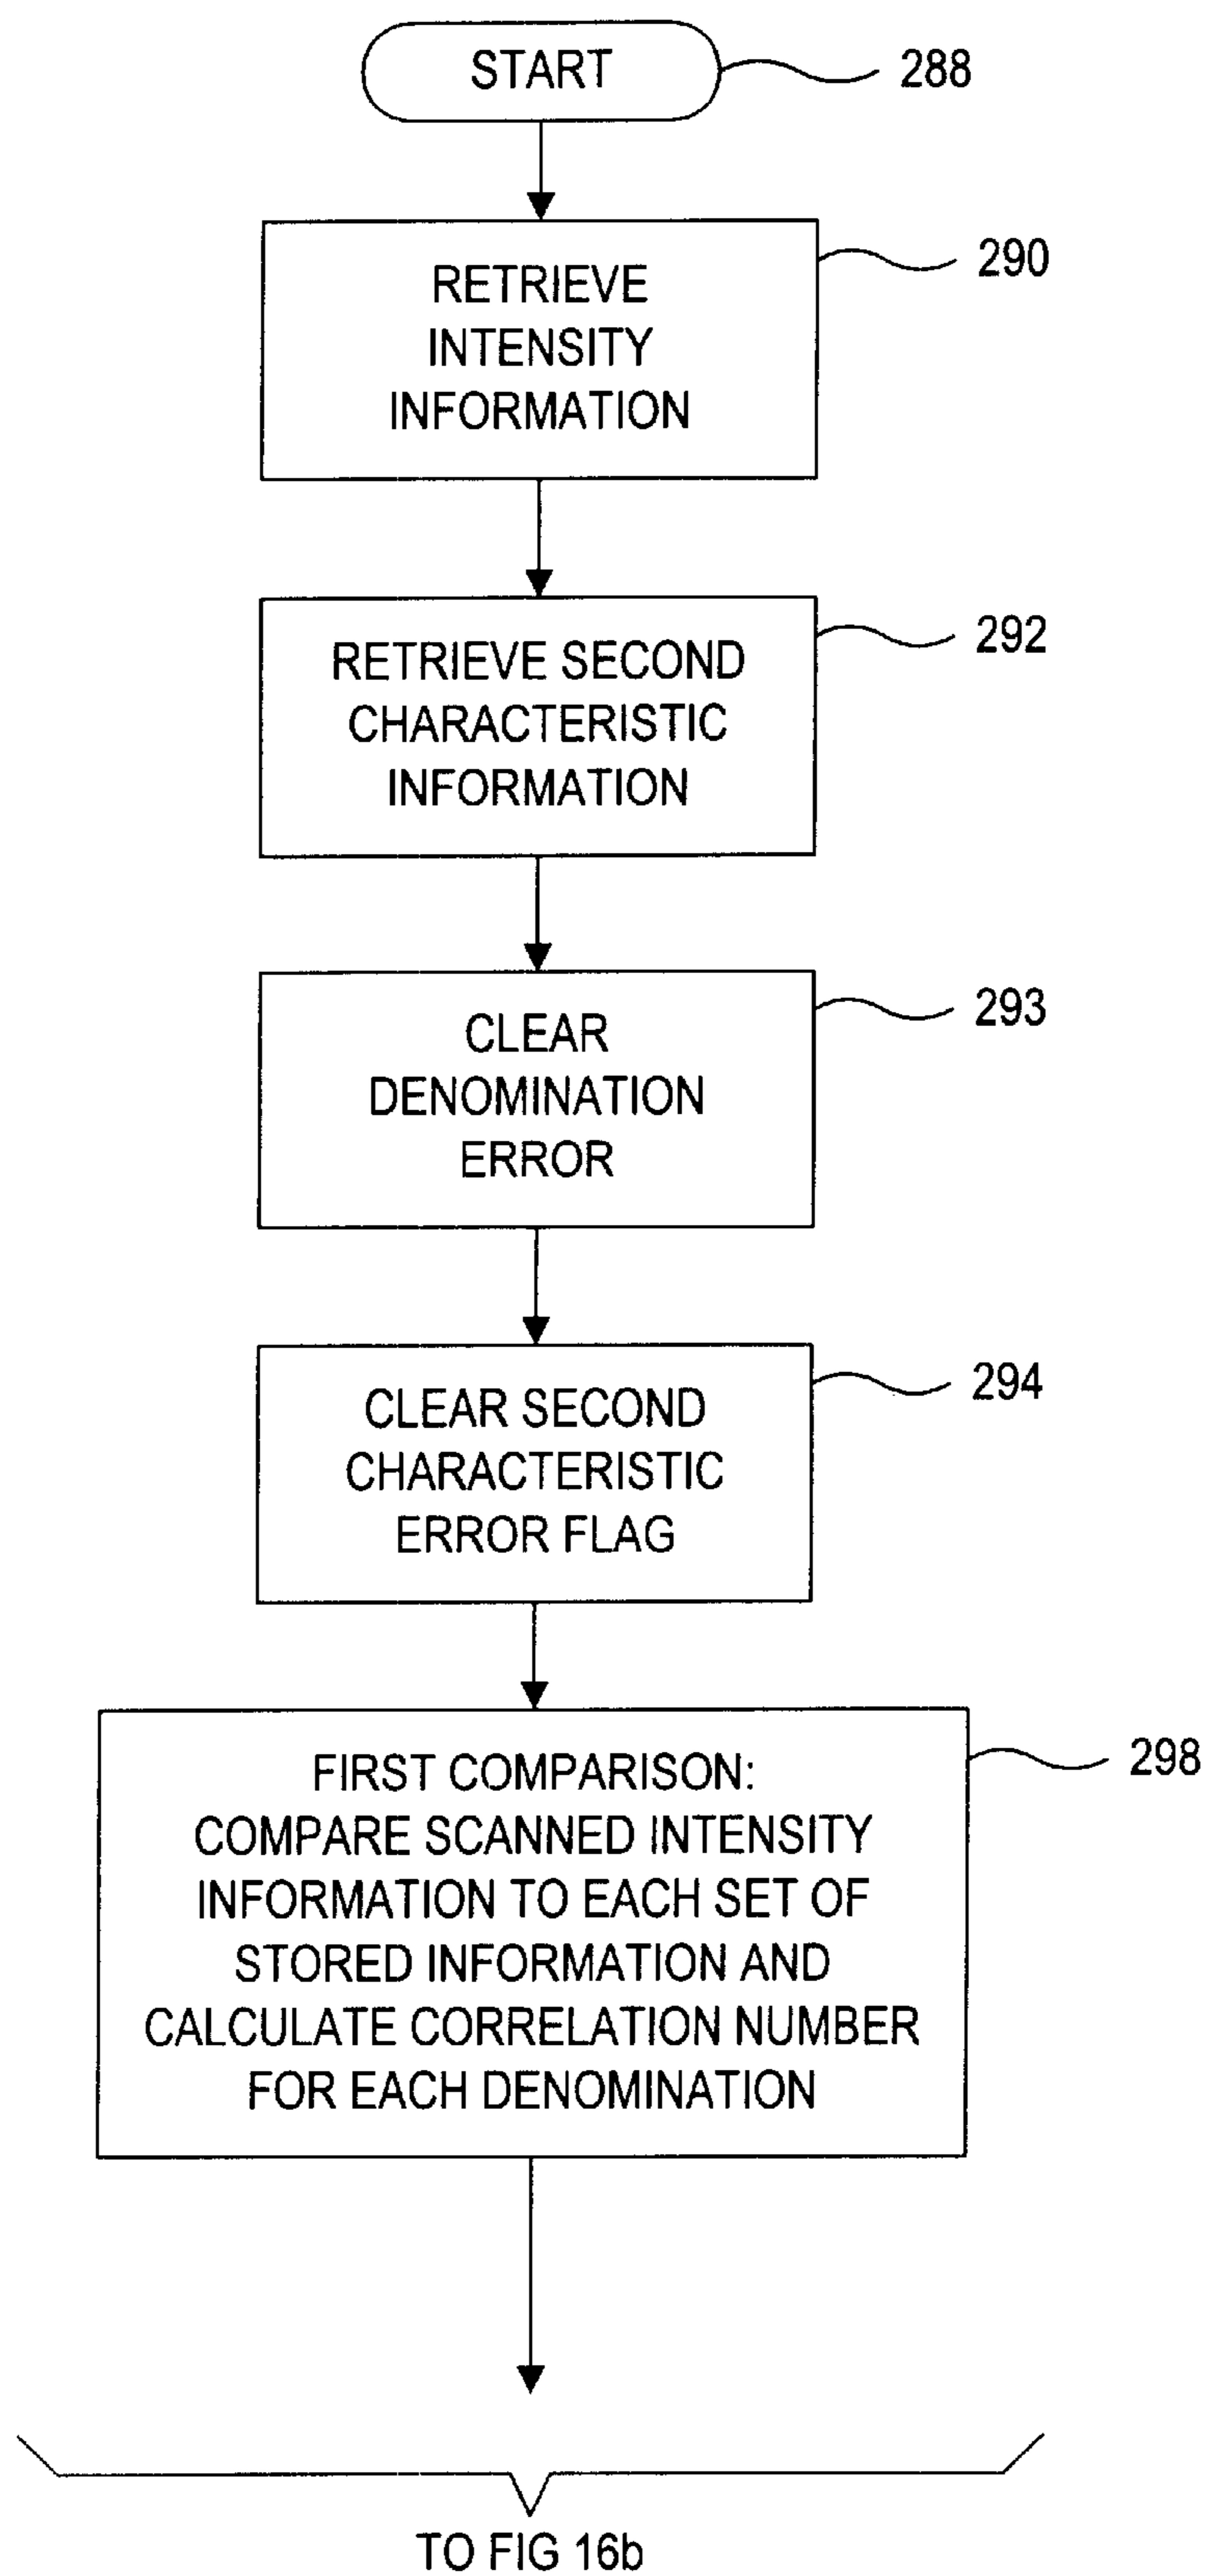 START
288
RETRIEVE
INTENSITY
INFORMATION
290
RETRIEVE SECOND
CHARACTERISTIC
INFORMATION
292
CLEAR
DENOMINATION
ERROR
293
CLEAR SECOND
CHARACTERISTIC
ERROR FLAG
294
FIRST COMPARISON:
COMPARE SCANNED INTENSITY
INFORMATION TO EACH SET OF
STORED INFORMATION AND
CALCULATE CORRELATION NUMBER
FOR EACH DENOMINATION
298
TO FIG 16b